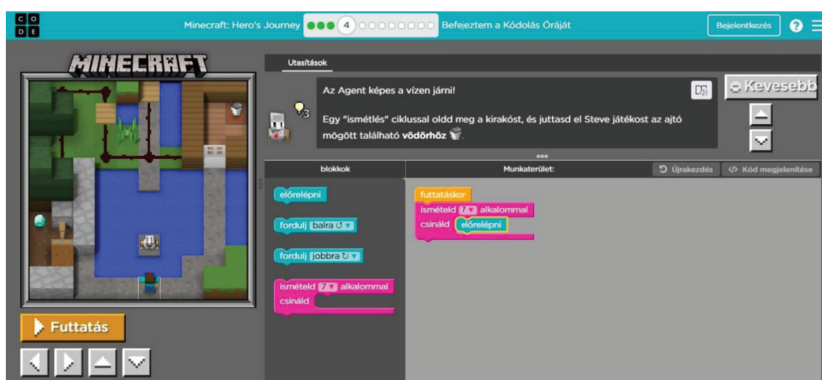 C O
D E
Minecraft: Hero's Journey
4
Befejeztem a Kódolás Óráját
Bejelentkezés
?
MINECRAFT
Utasítások
3
Az Agent képes a vízen járni!
Egy "ismétlés" ciklussal oldd meg a kirakóst, és juttasd el Steve játékost az ajtó
mögött található vödörhöz
Kevesebb
blokkok
Munkaterület:
Újrakezdés
</> Kód megjelenítése
előrelépni
fordulj balra
fordulj jobbra
ismételd 7 alkalommal
csináld
futtatáskor
ismételd 7 alkalommal
csináld előrelépni
Futtatás